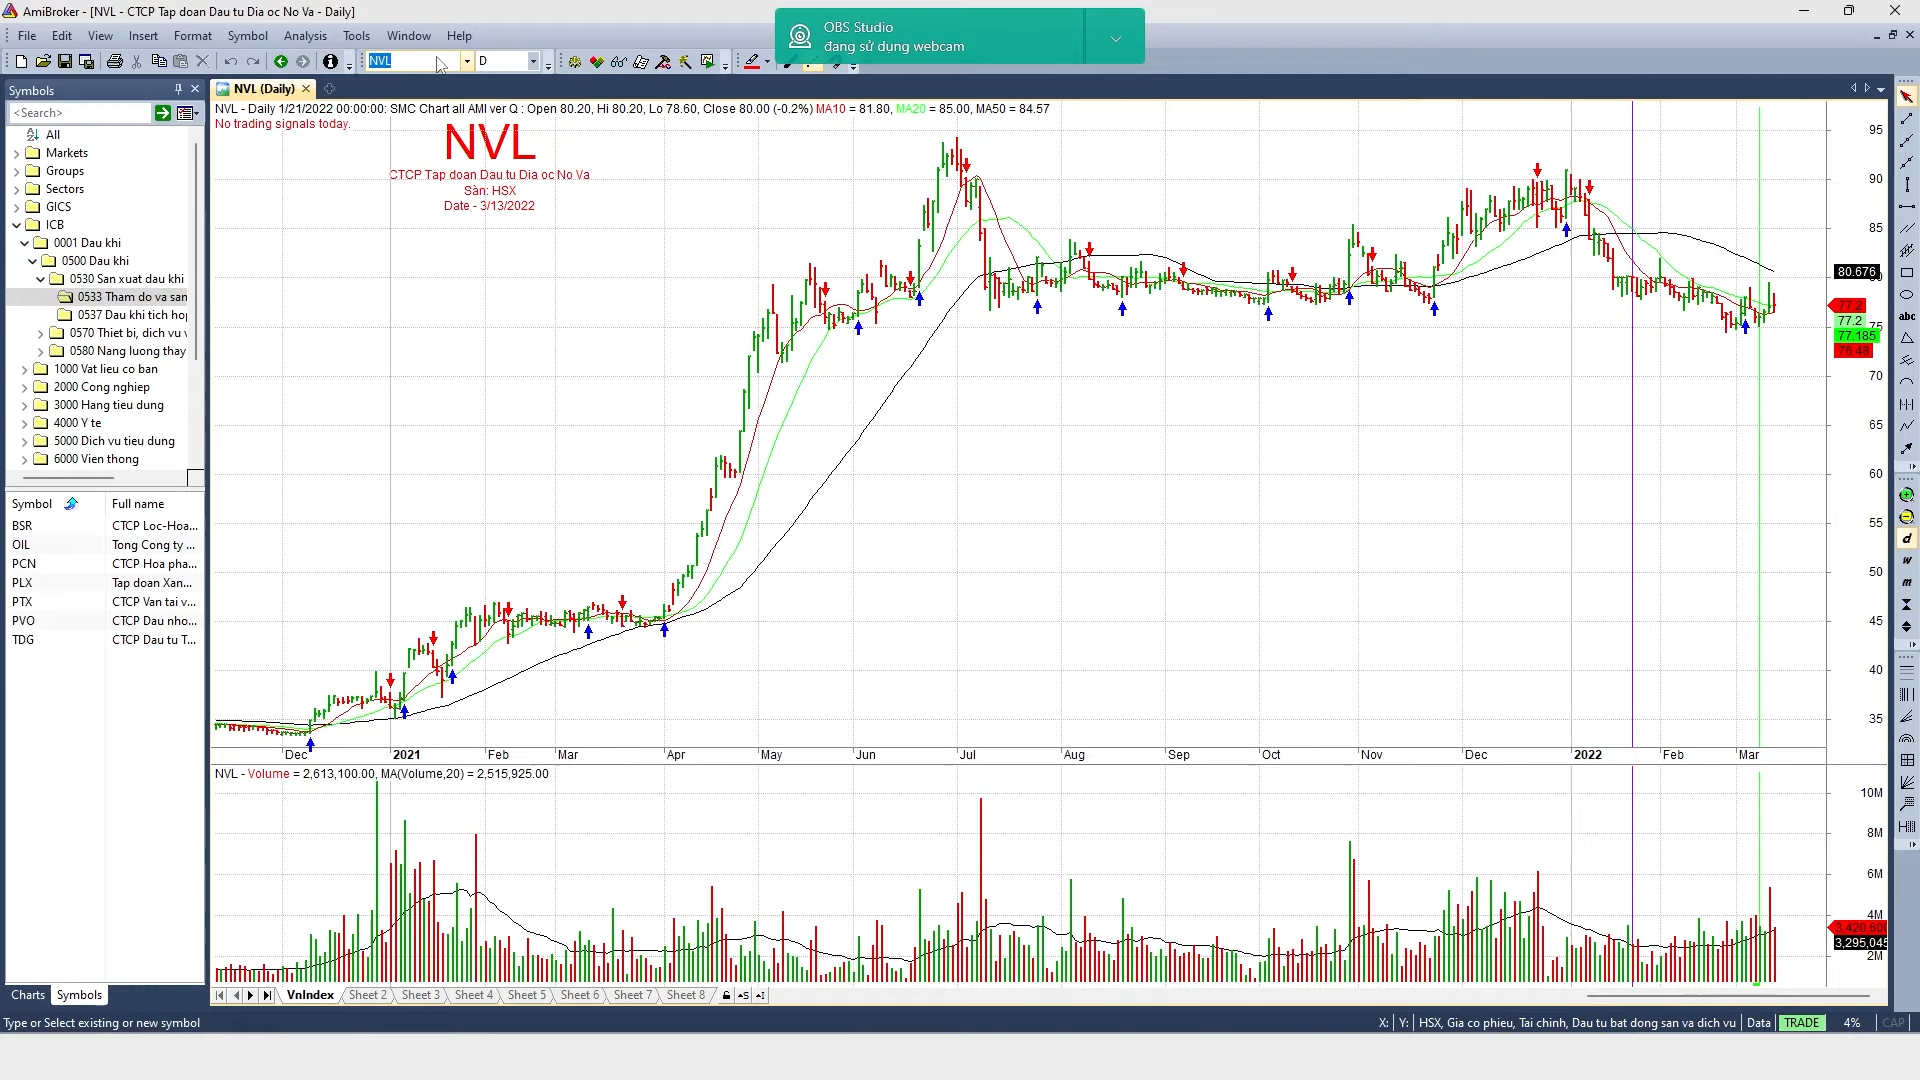 AmiBroker - [NVL - CTCP Tap doan Dau tu Dia oc No Va - Daily]
OBS Studio
đang sử dụng webcam
File Edit View Insert Format Symbol Analysis Tools Window Help
NVL D
Symbols
NVL (Daily)
<Search>
All
Markets
Groups
Sectors
GICS
ICB
0001 Dau khi
0500 Dau khi
0530 San xuat dau khi
0533 Tham do va san
0537 Dau khi tich hop
0570 Thiet bi, dich vu v
0580 Nang luong thay
1000 Vat lieu co ban
2000 Cong nghiep
3000 Hang tieu dung
4000 Y te
5000 Dich vu tieu dung
6000 Vien thong
Symbol Full name
BSR CTCP Loc-Hoa...
OIL Tong Cong ty ...
PCN CTCP Hoa pha...
PLX Tap doan Xan...
PTX CTCP Van tai v...
PVO CTCP Dau nho...
TDG CTCP Dau tu T...
Charts Symbols
NVL - Daily 1/21/2022 00:00:00: SMC Chart all AMI ver Q : Open 80.20, Hi 80.20, Lo 78.60, Close 80.00 (-0.2%) MA10 = 81.80, MA20 = 85.00, MA50 = 84.57
No trading signals today.
NVL
CTCP Tap doan Dau tu Dia oc No Va
Sàn: HSX
Date - 3/13/2022
95
90
85
80.676
80
77.2
77.2
75
77.185
76.48
70
65
60
55
50
45
40
35
Dec 2021 Feb Mar Apr May Jun Jul Aug Sep Oct Nov Dec 2022 Feb Mar
NVL - Volume = 2,613,100.00, MA(Volume,20) = 2,515,925.00
10M
8M
6M
4M
3,420,600
3,295,045
2M
VnIndex Sheet 2 Sheet 3 Sheet 4 Sheet 5 Sheet 6 Sheet 7 Sheet 8
abc
d
w
m
Type or Select existing or new symbol
X: Y: HSX, Gia co phieu, Tai chinh, Dau tu bat dong san va dich vu Data TRADE 4% CAP